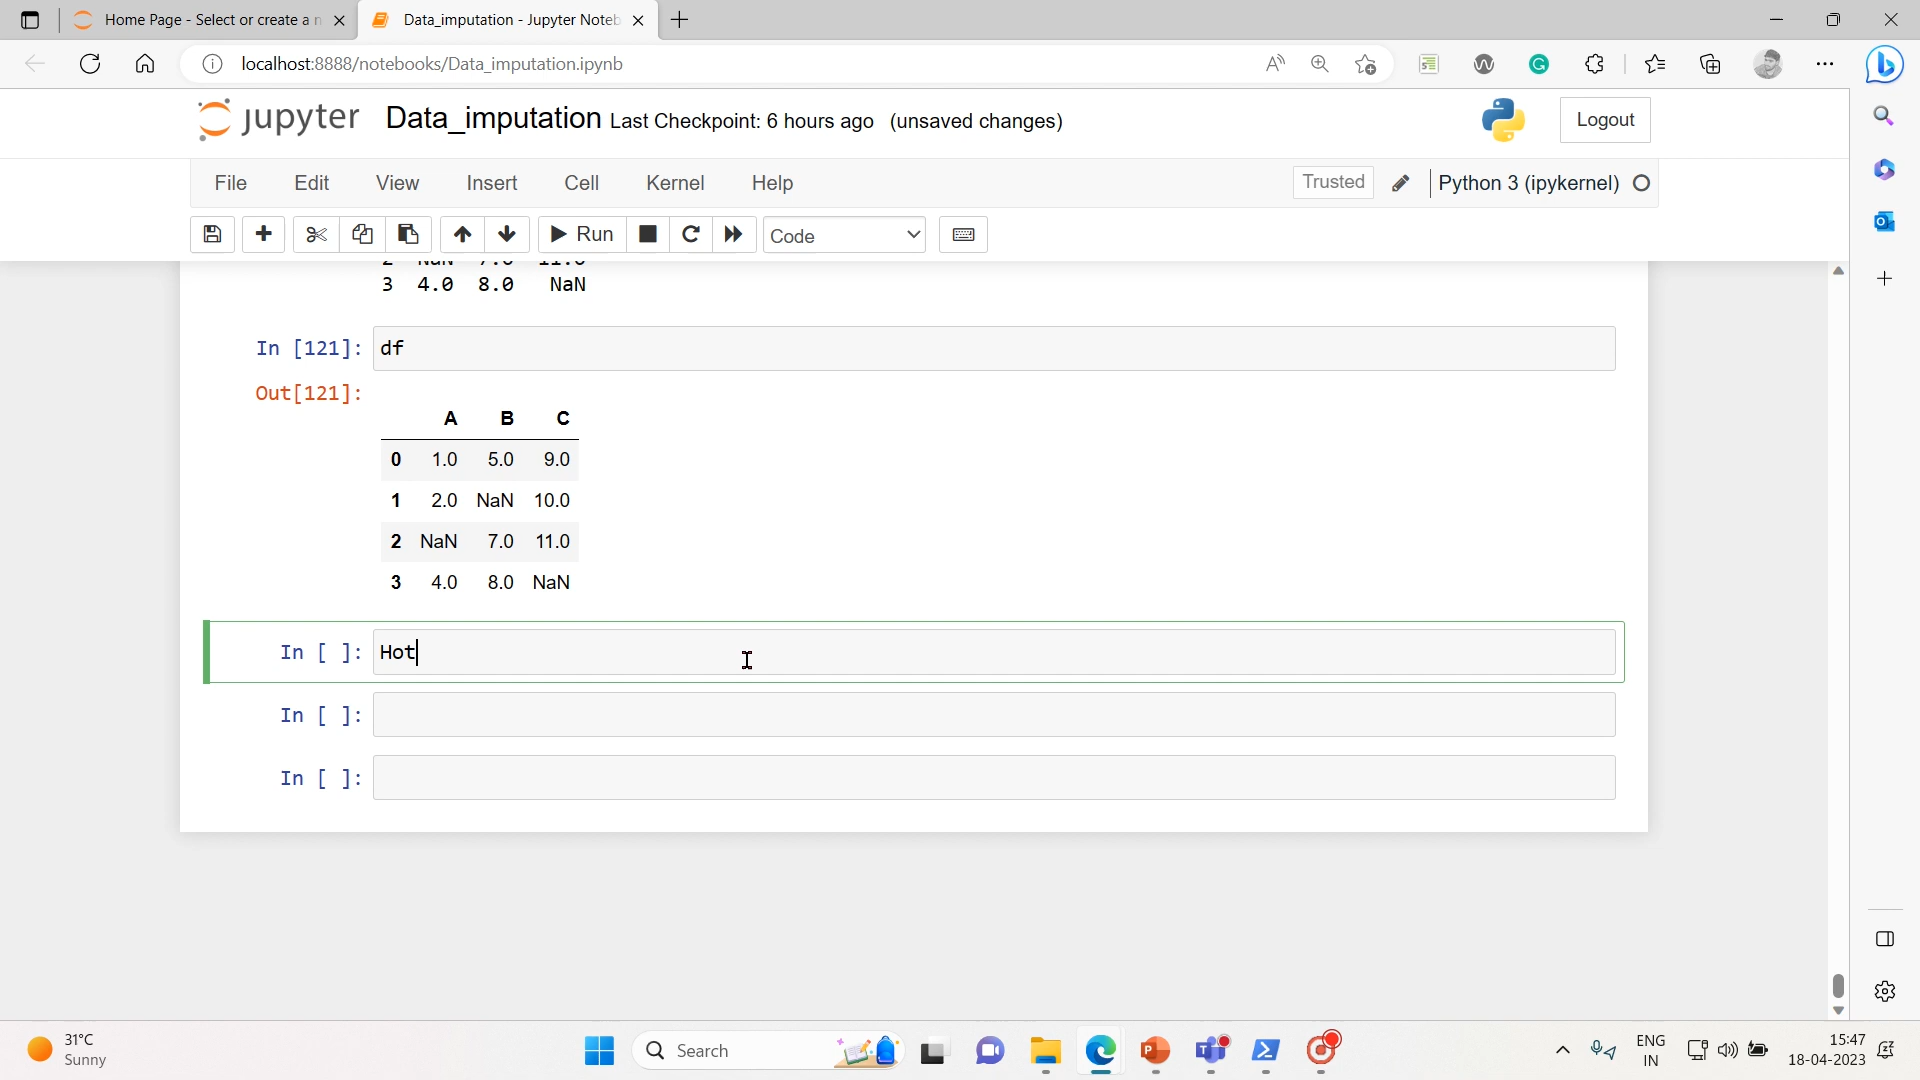 Home Page - Select or create a n
Data_imputation - Jupyter Noteb
localhost:8888/notebooks/Data_imputation.ipynb
jupyter Data_imputation Last Checkpoint: 6 hours ago (unsaved changes)
Logout
File Edit View Insert Cell Kernel Help
Trusted
Python 3 (ipykernel)
Run
Code
3 4.0 8.0 NaN
In [121]: df
Out[121]:
A B C
0 1.0 5.0 9.0
1 2.0 NaN 10.0
2 NaN 7.0 11.0
3 4.0 8.0 NaN
In [ ]: Hot
In [ ]:
In [ ]:
31°C
Sunny
Search
ENG
IN
15:47
18-04-2023